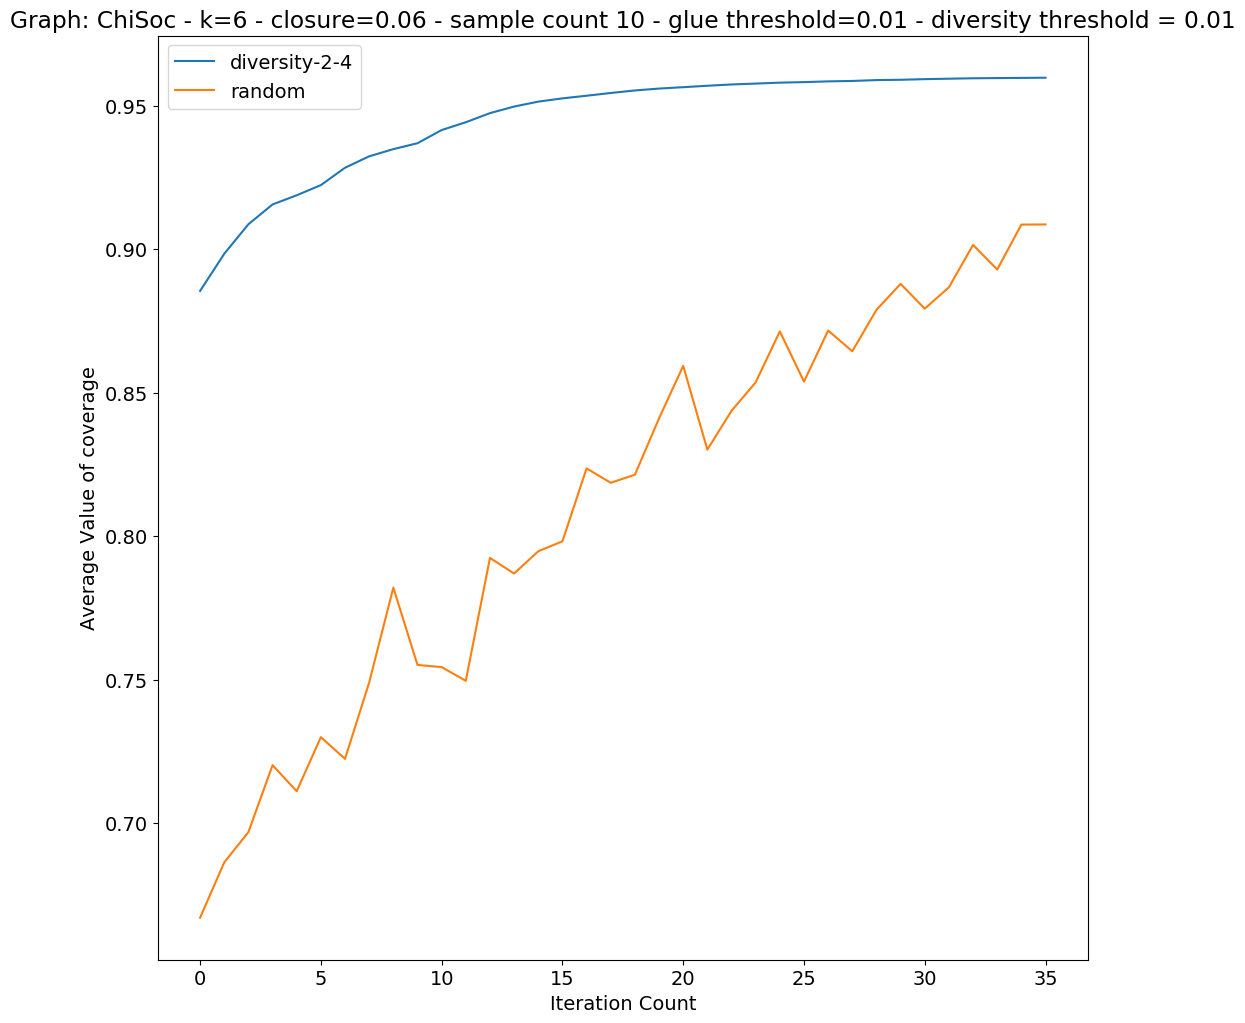 Graph: ChiSoc - k=6 - closure=0.06 - sample count 10 - glue threshold=0.01 - diversity threshold = 0.01
diversity-2-4
random
0.95
0.90
0.85
0.80
0.75
0.70
Average Value of coverage
0 5 10 15 20 25 30 35
Iteration Count